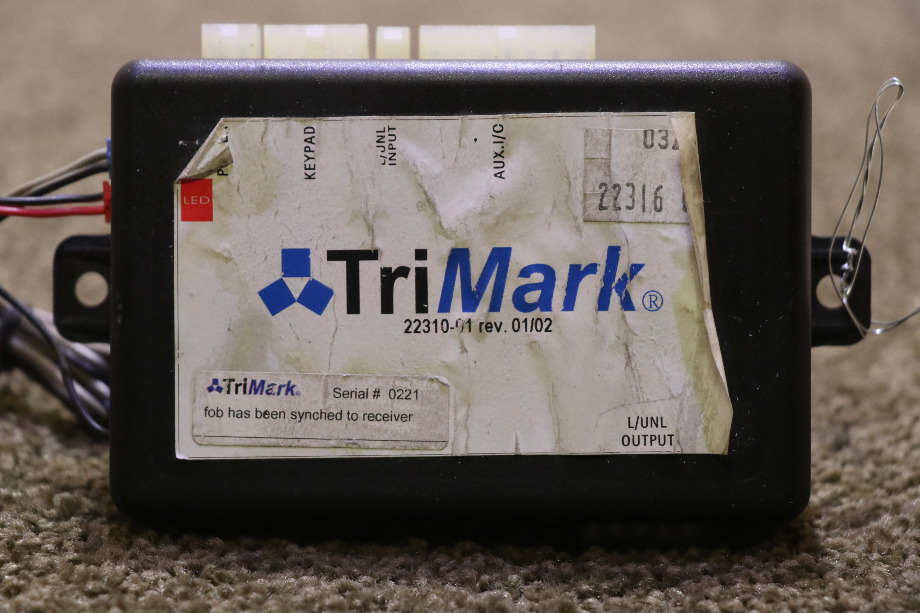 KEYPAD
L/UNL
INPUT
AUX.I/C
LED
22316
TriMark®
22310-01 rev. 01/02
TriMark®
Serial # 0221
fob has been synched to receiver
L/UNL
OUTPUT